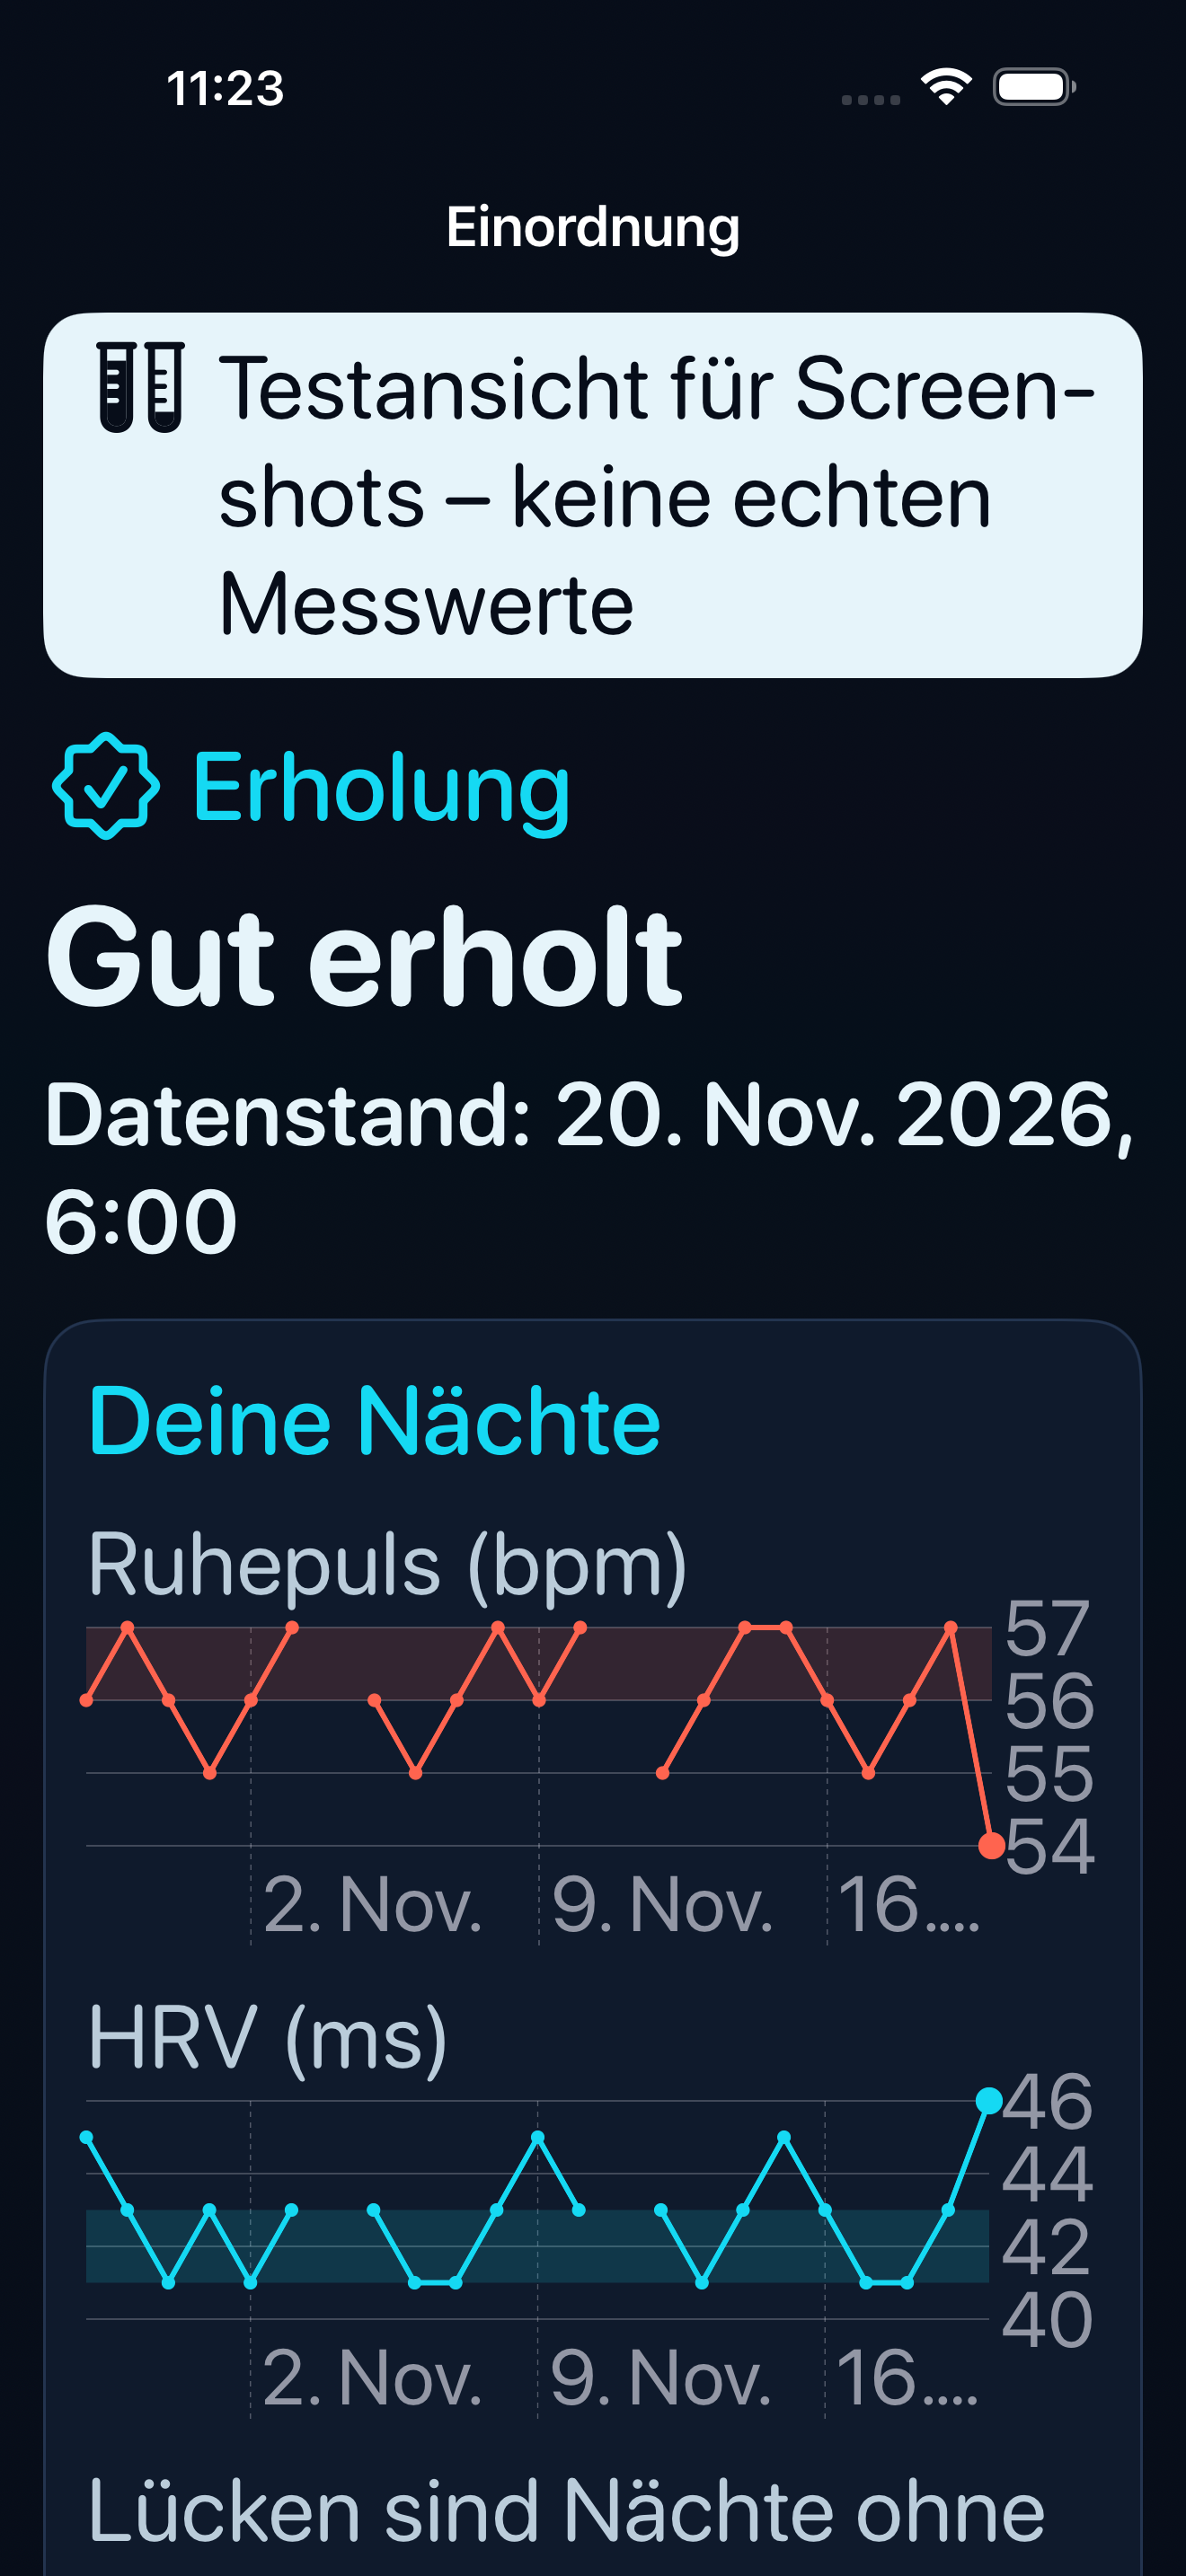 11:23
Einordnung
Testansicht für Screen-
shots – keine echten
Messwerte
Erholung
Gut erholt
Datenstand: 20. Nov. 2026,
6:00
Deine Nächte
Ruhepuls (bpm)
57
56
55
54
2. Nov.
9. Nov.
16....
HRV (ms)
46
44
42
40
2. Nov.
9. Nov.
16....
Lücken sind Nächte ohne